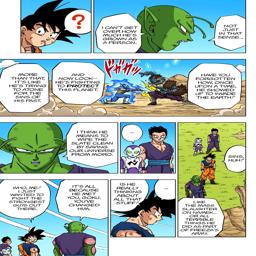 NOT
JUST
IN THAT
SENSE...
I CAN'T GET
OVER HOW
MUCH HE'S
GROWN AS
A PERSON.
?
HAVE YOU
FORGOTTEN
HOW, ONCE
UPON A
TIME, HE
SHOWED
UP TO INVADE
THE EARTH?
AND
NOW LOOK--
HE'S FIGHTING
TO PROTECT
THIS PLANET.
MORE
THAN THAT,
IT'S LIKE
HE'S TRYING
TO ATONE
FOR THE
SINS OF
HIS PAST.
SINS,
HUH?
LIKE
THE MASS
SLAUGHTER
ON NAMEK...
OR ALL
TERRIBLE
THINGS HE
DID AS PART
OF FREEZA'S
ARMY.
I THINK HE
MEANS TO
WIPE THE
SLATE CLEAN
BY SAVING
OUR UNIVERSE
FROM MORO.
IS HE
REALLY
THINKING
ABOUT
ALL THAT
STUFF?
IT'S ALL
BECAUSE
HE MET
YOU, GOKU.
YOU'VE
CHANGED
HIM.
WHO, ME?
I JUST
WANTED TO
FIGHT THE
STRONGEST
GUYS OUT
THERE.